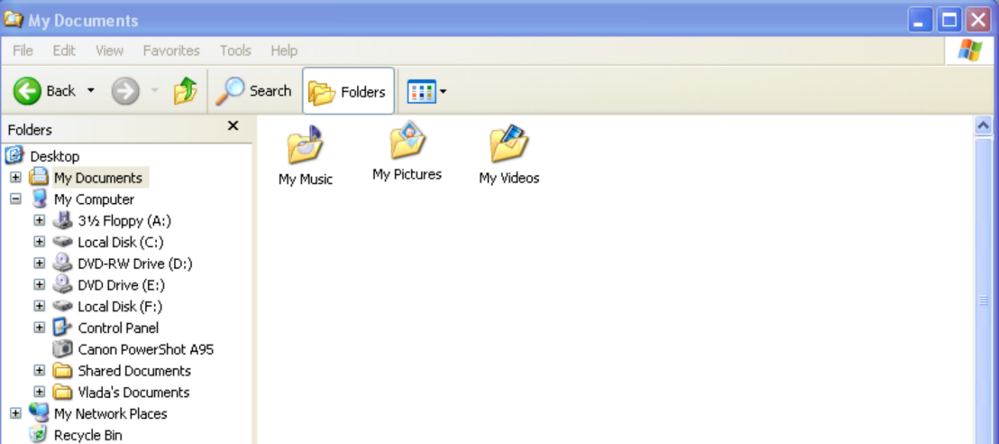 My Documents
File Edit View Favorites Tools Help
Back Search Folders
Folders
Desktop
My Documents
My Computer
3½ Floppy (A:)
Local Disk (C:)
DVD-RW Drive (D:)
DVD Drive (E:)
Local Disk (F:)
Control Panel
Canon PowerShot A95
Shared Documents
Vlada's Documents
My Network Places
Recycle Bin
My Music My Pictures My Videos